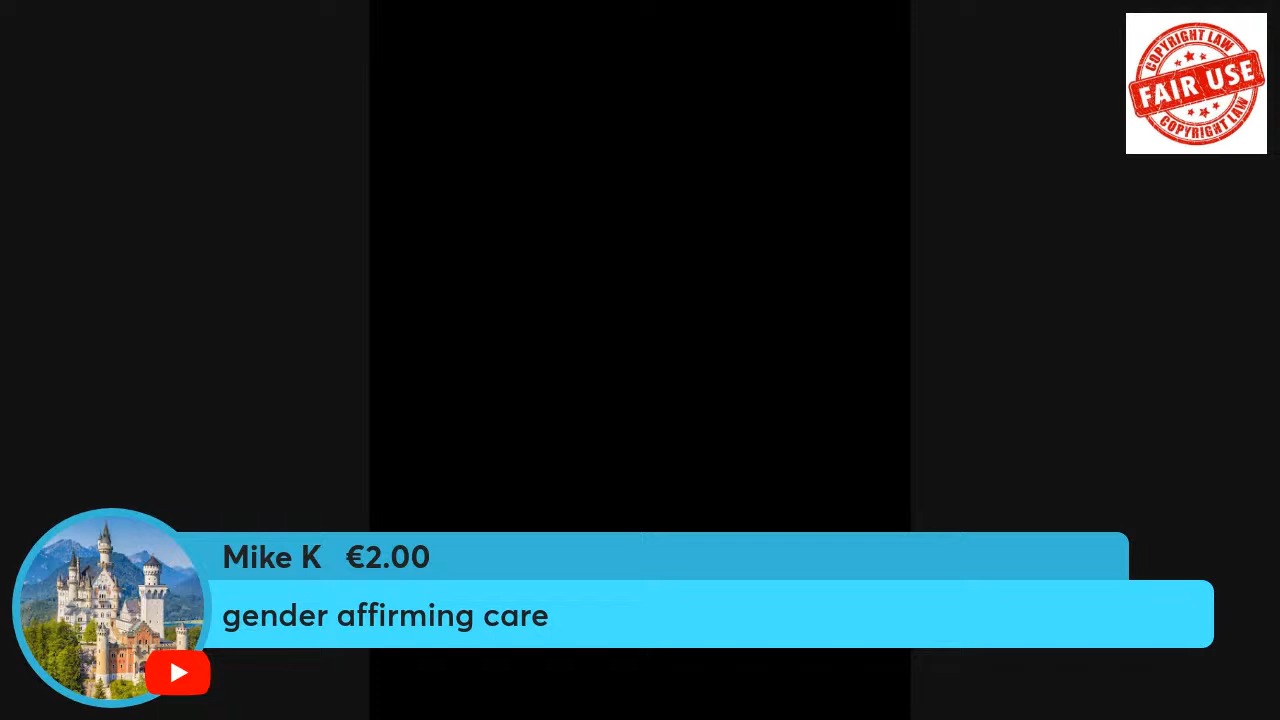 COPYRIGHT LAW
FAIR USE
COPYRIGHT LAW
Mike K €2.00
gender affirming care